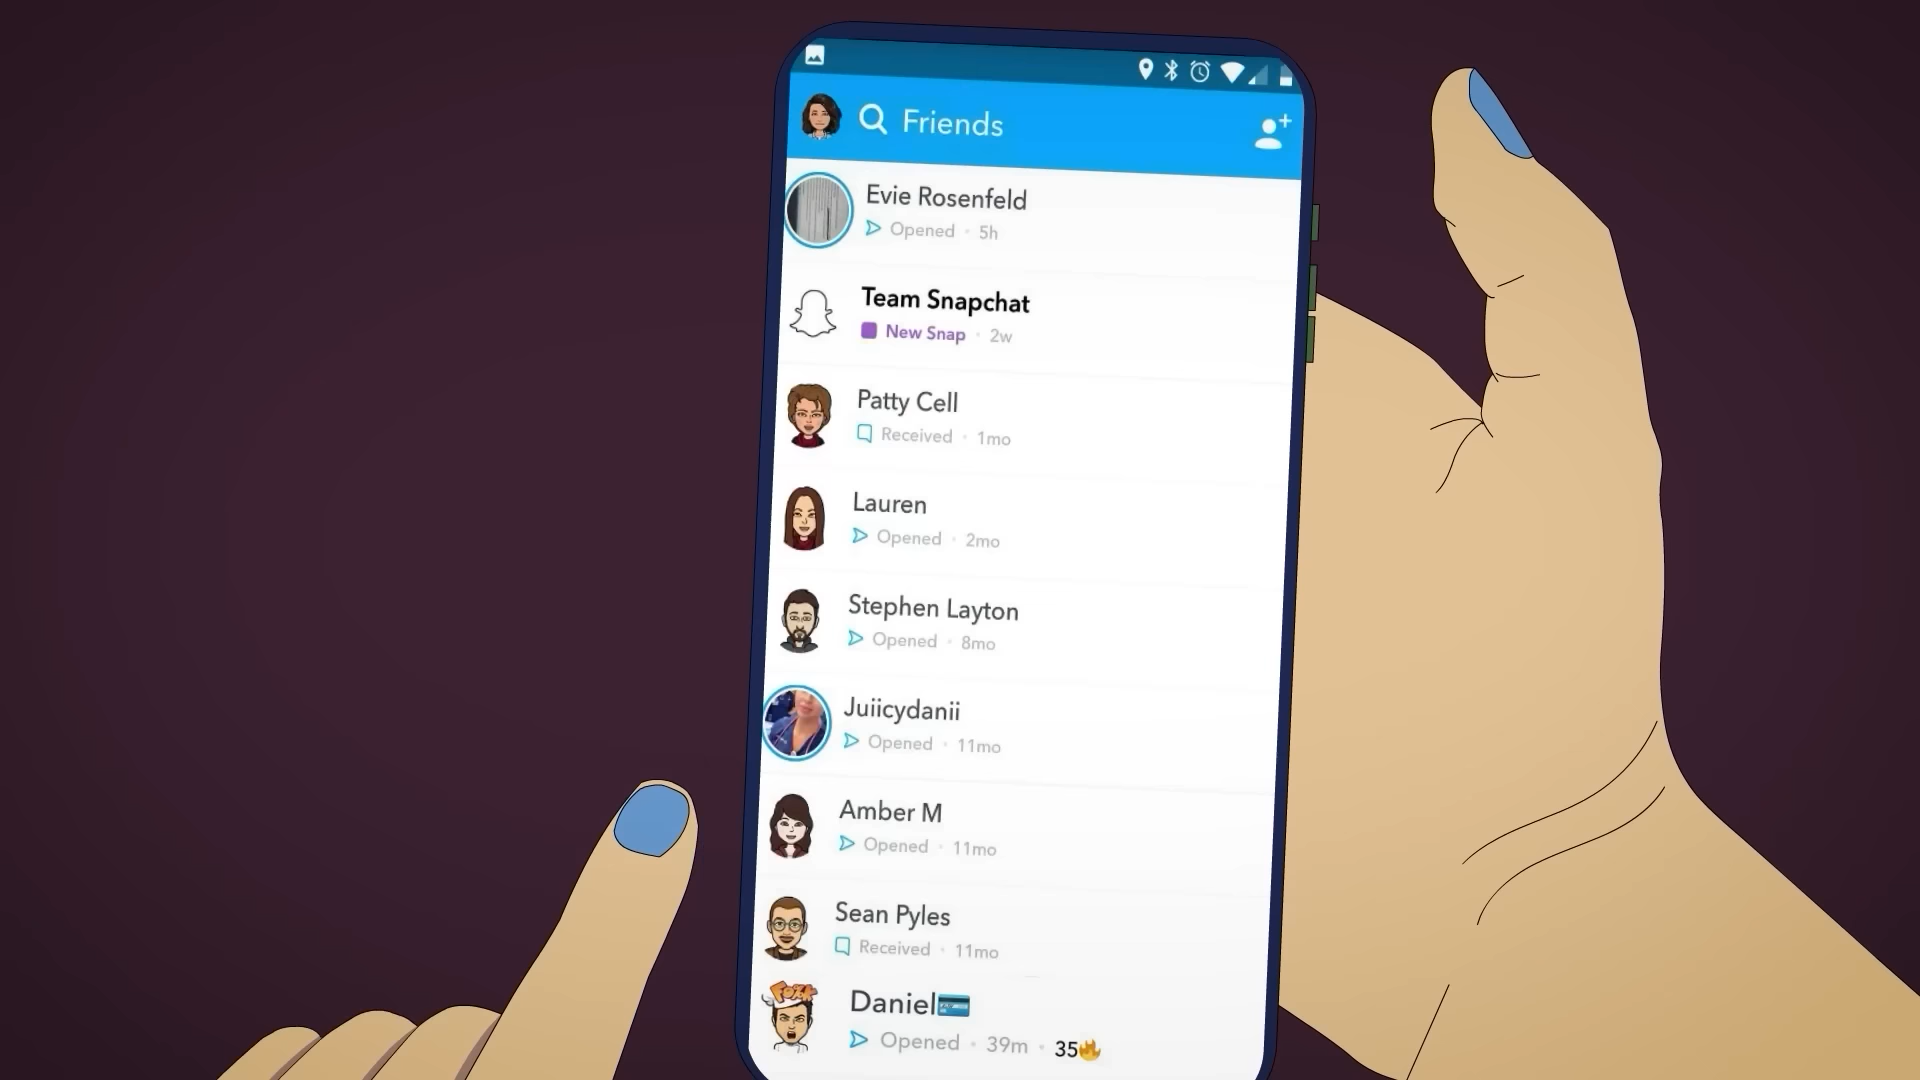 Friends
Evie Rosenfeld
Opened · 5h
Team Snapchat
New Snap · 2w
Patty Cell
Received · 1mo
Lauren
Opened · 2mo
Stephen Layton
Opened · 8mo
Juiicydanii
Opened · 11mo
Amber M
Opened · 11mo
Sean Pyles
Received · 11mo
Daniel💳
Opened · 39m · 35🔥